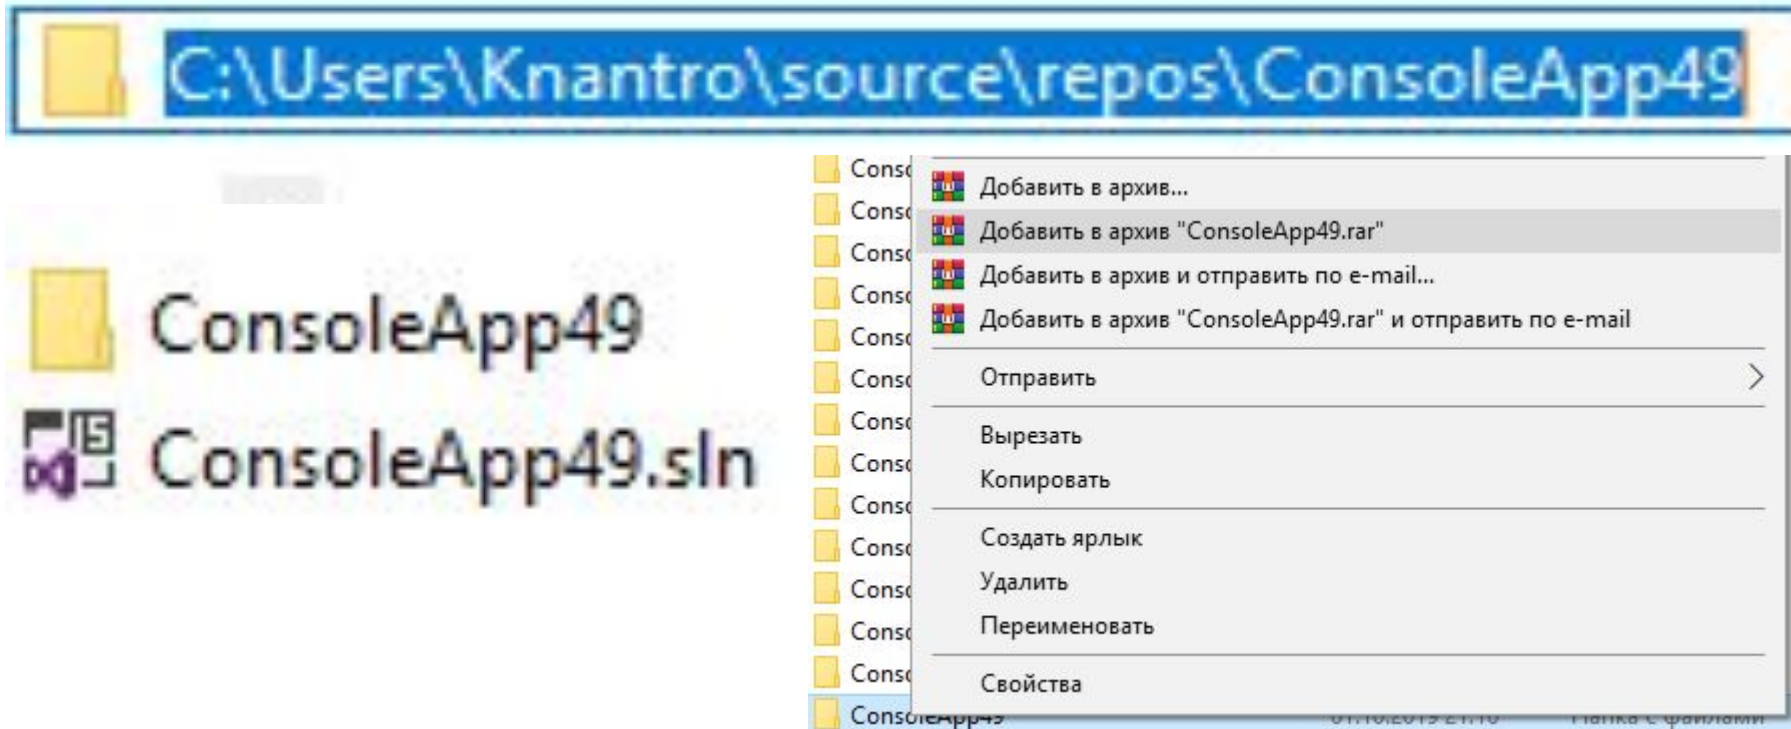 C:\Users\Knantro\source\repos\ConsoleApp49
ConsoleApp49
ConsoleApp49.sln
Добавить в архив...
Добавить в архив "ConsoleApp49.rar"
Добавить в архив и отправить по e-mail...
Добавить в архив "ConsoleApp49.rar" и отправить по e-mail
Отправить
Вырезать
Копировать
Создать ярлык
Удалить
Переименовать
Свойства
ConsoleApp49